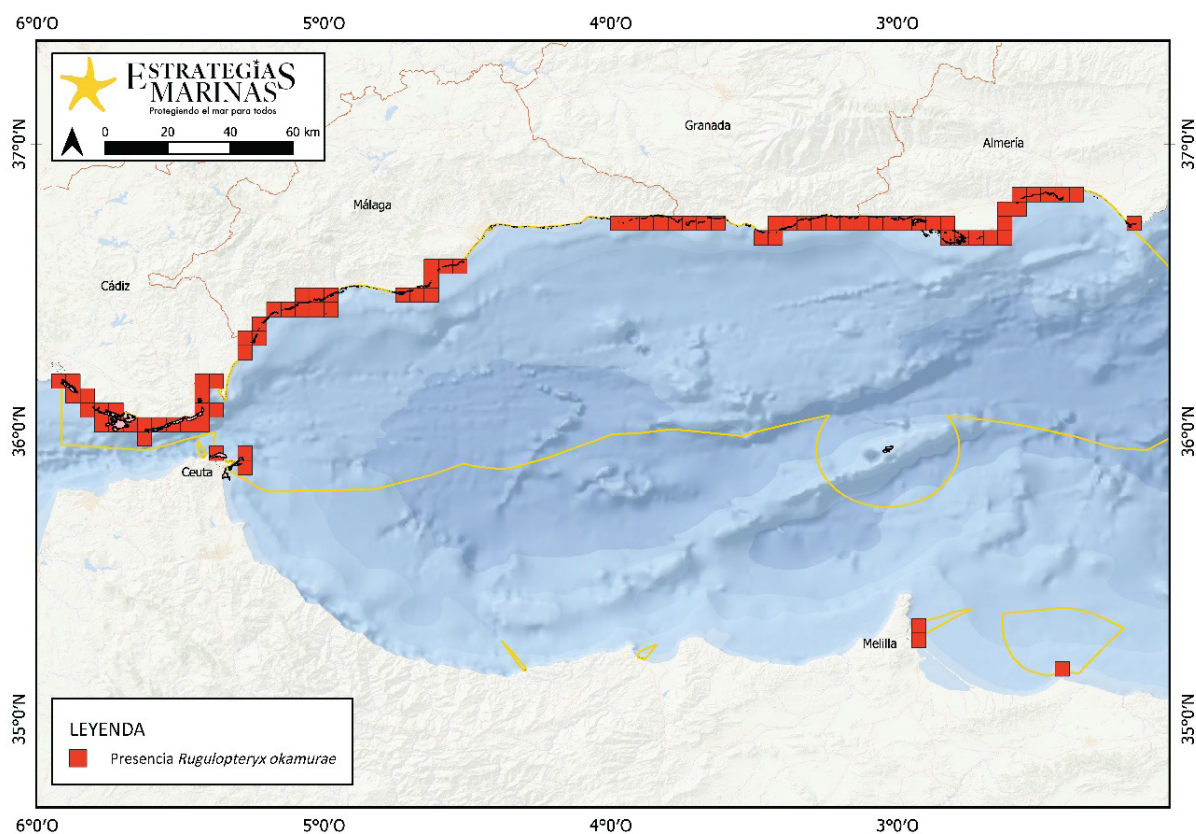 6°0'O 5°0'O 4°0'O 3°0'O
ESTRATEGIAS
MARINAS
Protegiendo el mar para todos
0 20 40 60 km
37°0'N 37°0'N
Granada
Almería
Málaga
Cádiz
36°0'N 36°0'N
Ceuta
Melilla
35°0'N 35°0'N
LEYENDA
Presencia Rugulopteryx okamurae
6°0'O 5°0'O 4°0'O 3°0'O